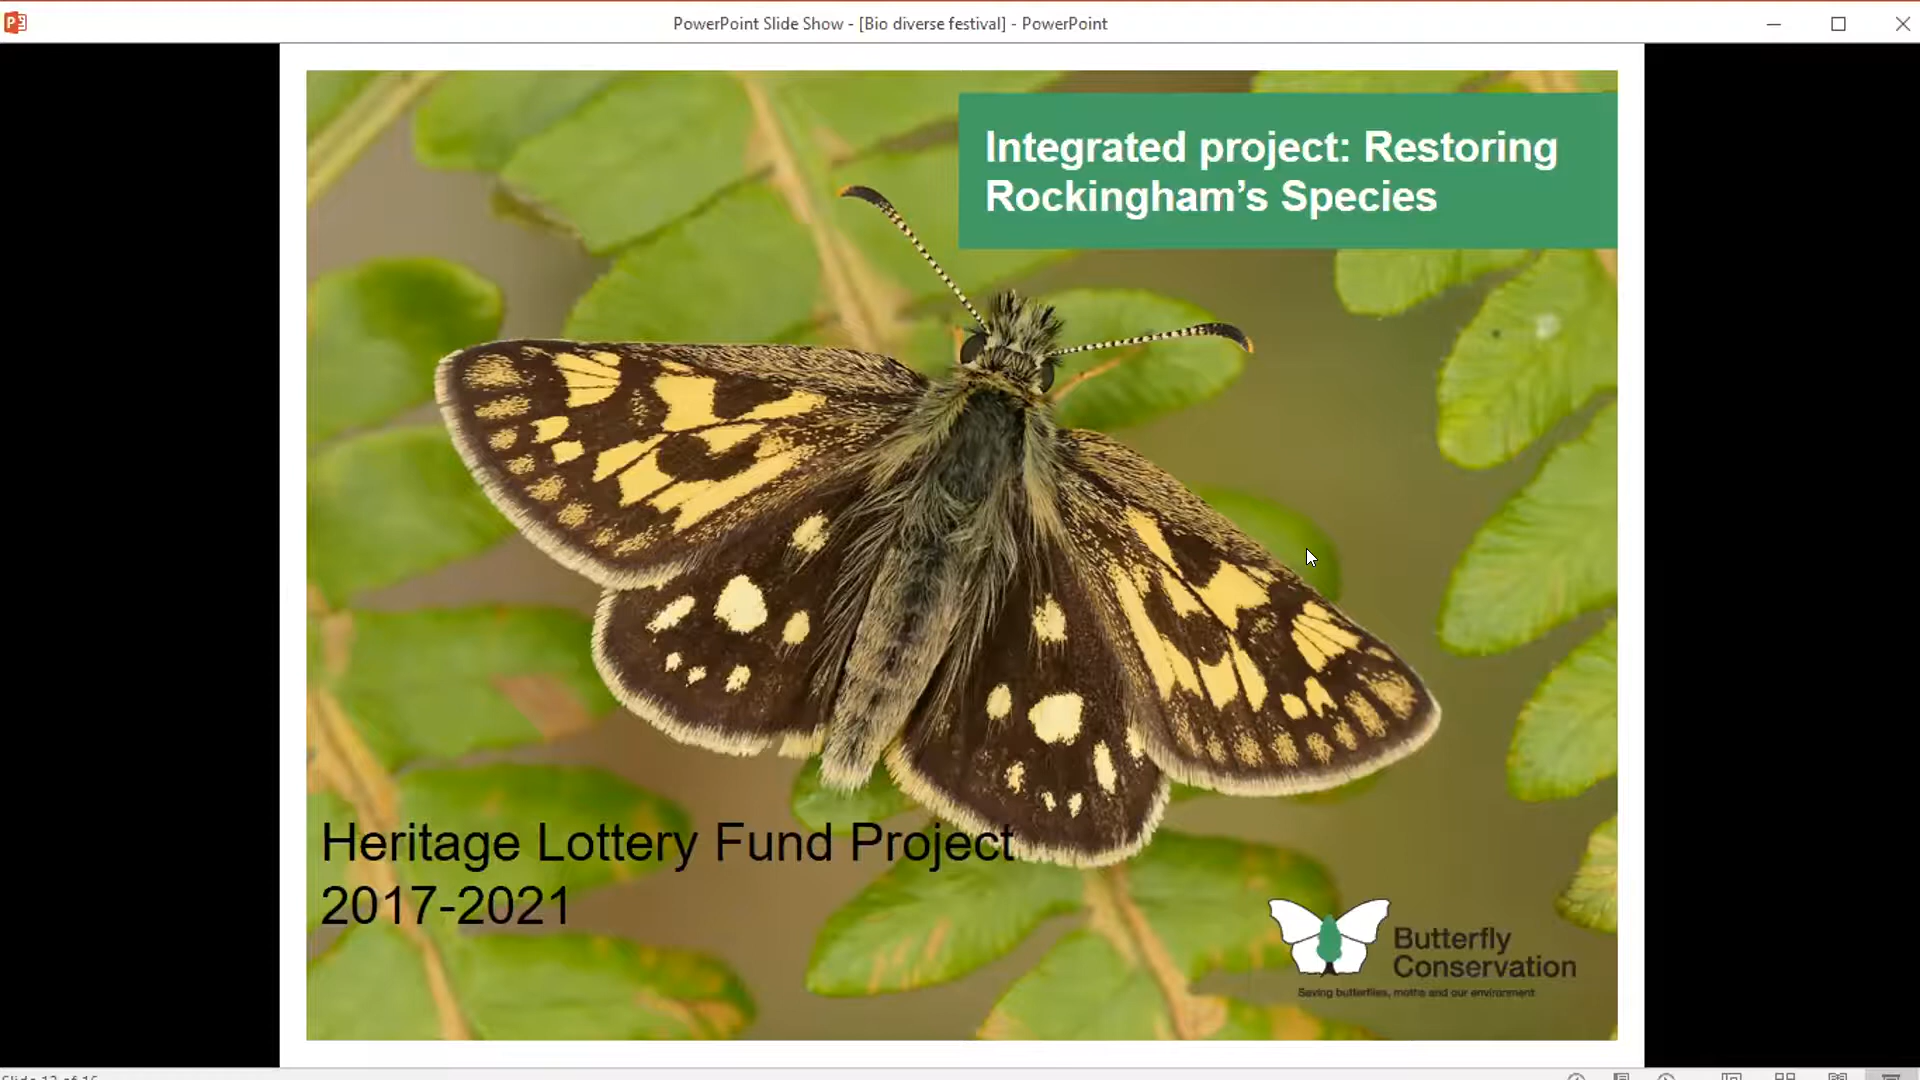 PowerPoint Slide Show - [Bio diverse festival] - PowerPoint
Integrated project: Restoring
Rockingham’s Species
Heritage Lottery Fund Project
2017-2021
Butterfly
Conservation
Saving butterflies, moths and our environment